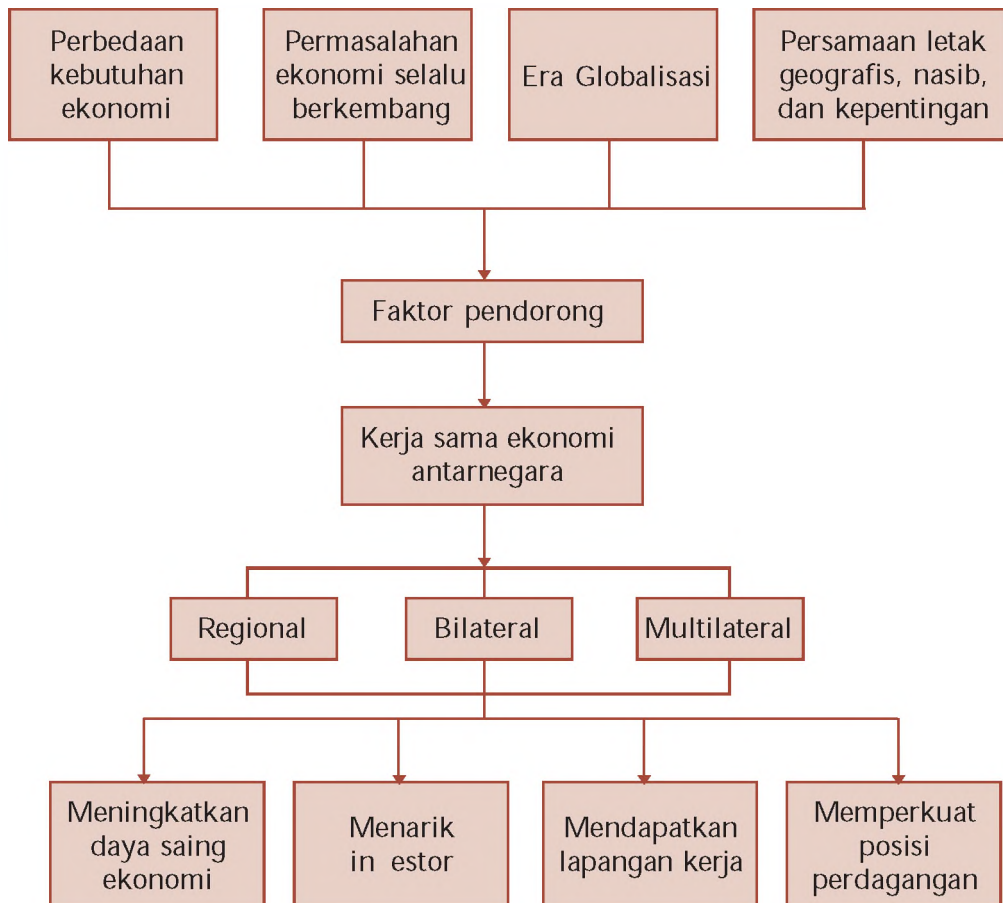 Perbedaan
kebutuhan
ekonomi
Permasalahan
ekonomi selalu
berkembang
Era Globalisasi
Persamaan letak
geografis, nasib,
dan kepentingan
Faktor pendorong
Kerja sama ekonomi
antarnegara
Regional
Bilateral
Multilateral
Meningkatkan
daya saing
ekonomi
Menarik
in estor
Mendapatkan
lapangan kerja
Memperkuat
posisi
perdagangan